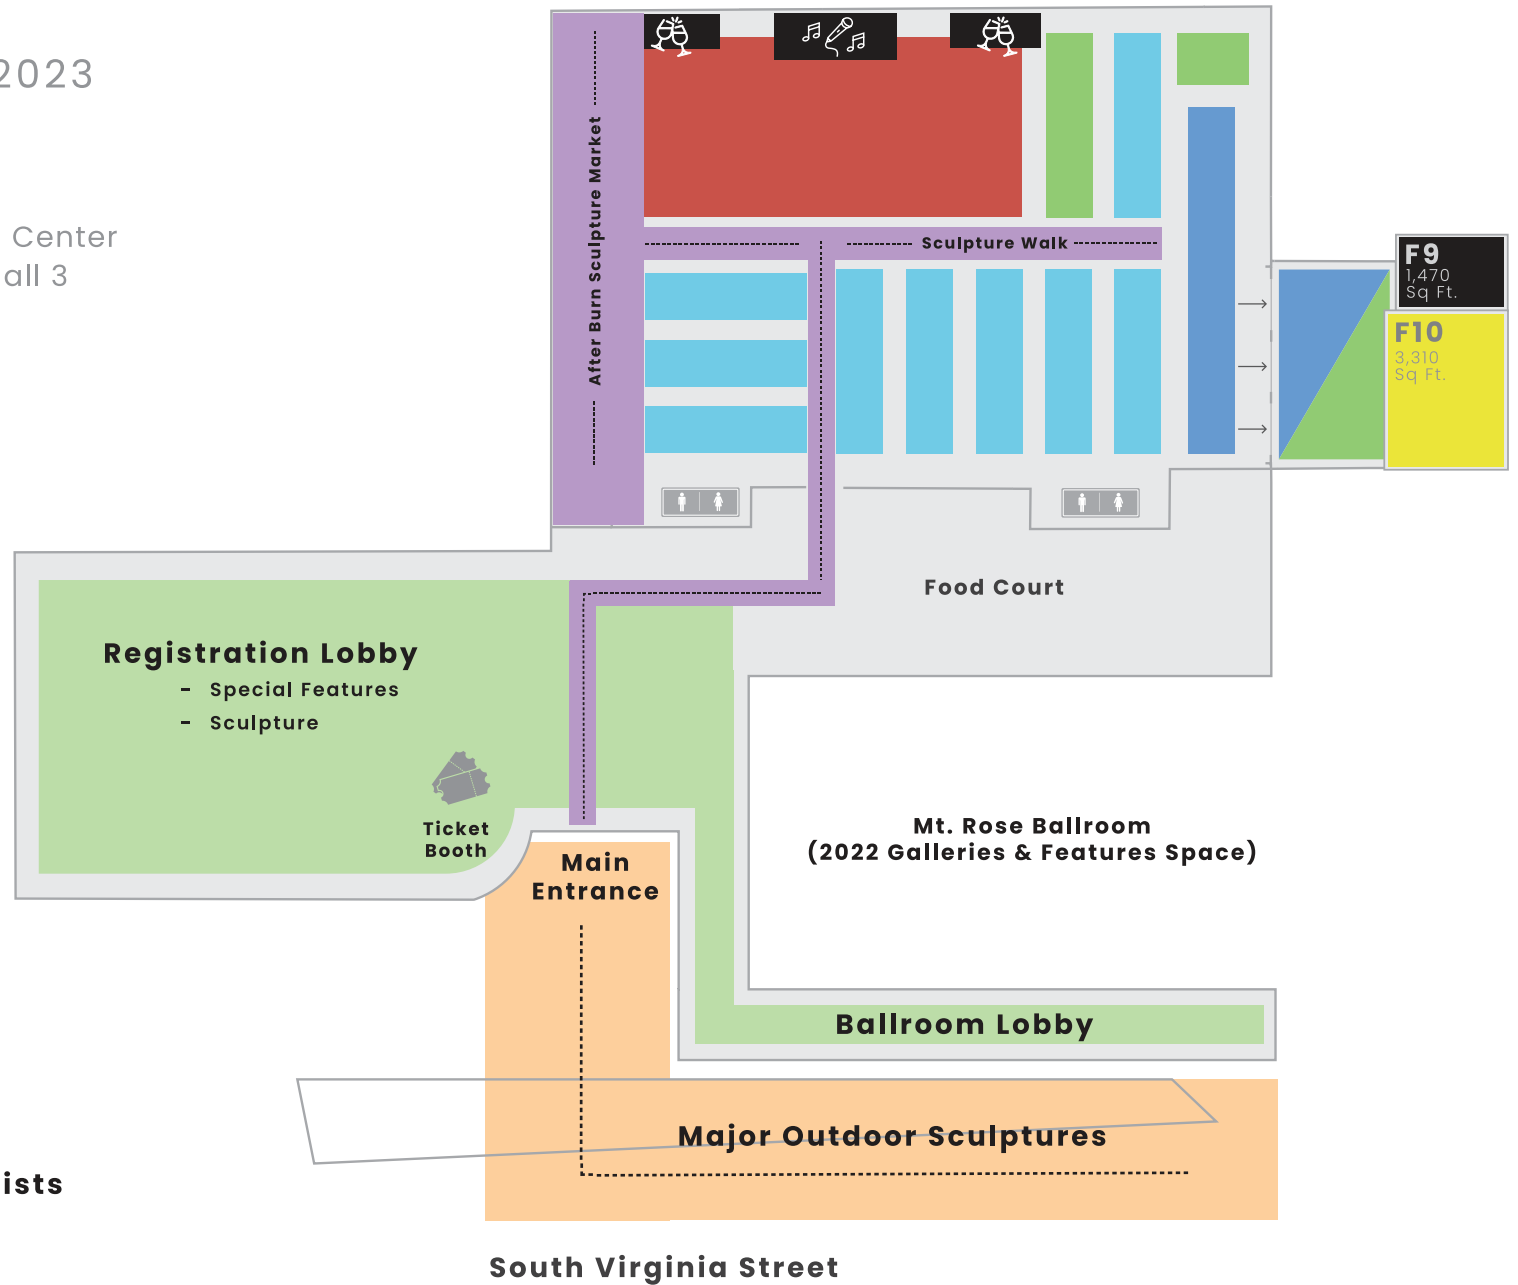 2023
Center
all 3
After Burn Sculpture Market
Sculpture Walk
F9
1,470
Sq Ft.
F10
3,310
Sq Ft.
Food Court
Registration Lobby
- Special Features
- Sculpture
Ticket
Booth
Main
Entrance
Mt. Rose Ballroom
(2022 Galleries & Features Space)
Ballroom Lobby
Major Outdoor Sculptures
ists
South Virginia Street